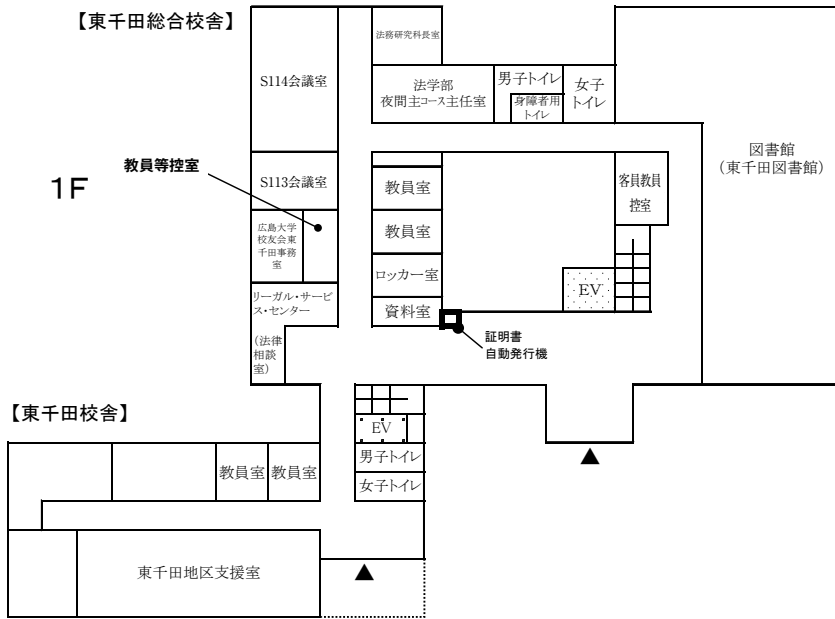 【東千田総合校舎】
法務研究科長室
S114会議室
法学部
夜間主コース主任室
男子トイレ
身障者用
トイレ
女子
トイレ
図書館
(東千田図書館)
1F
教員等控室
S113会議室
教員室
客員教員
控室
広島大学
校友会東
千田事務
室
教員室
ロッカー室
EV
リーガル・サービ
ス・センター
資料室
(法律
相談
室)
証明書
自動発行機
【東千田校舎】
EV
男子トイレ
教員室
教員室
女子トイレ
▲
東千田地区支援室
▲